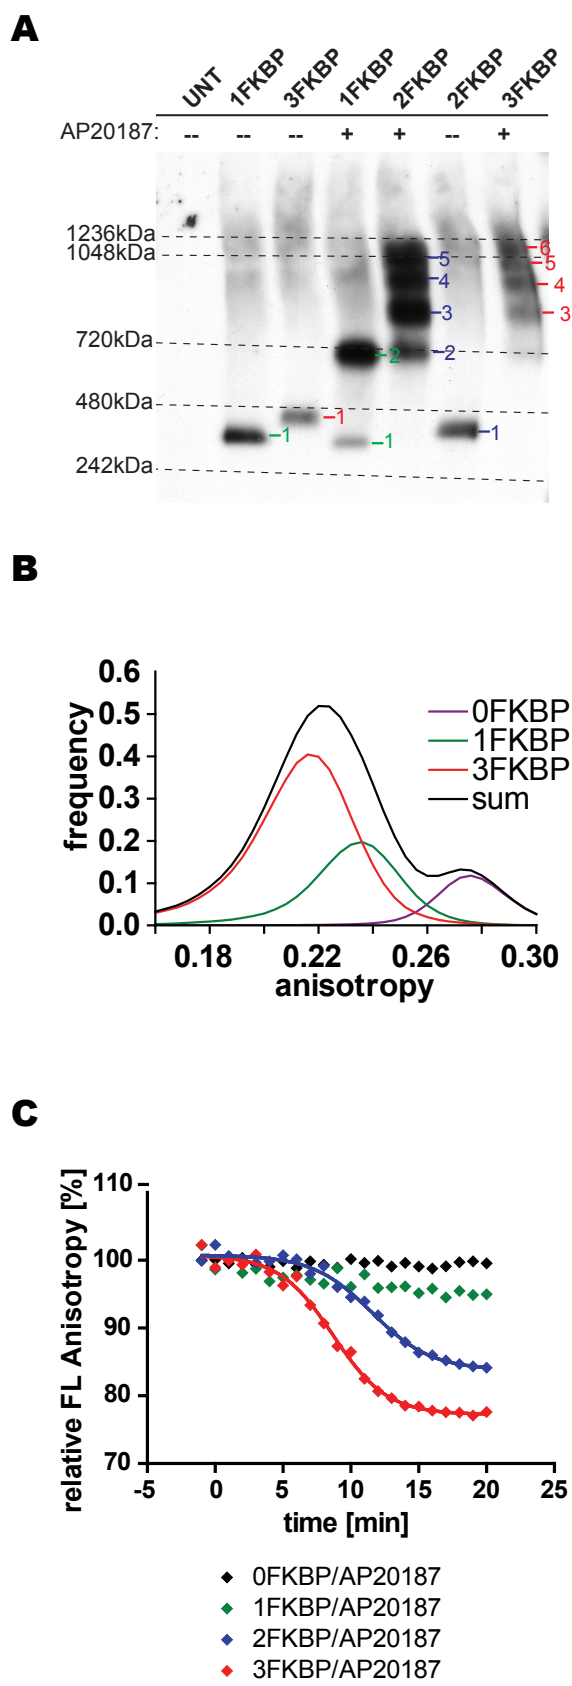 A
UNT 1FKBP 3FKBP 1FKBP 2FKBP 2FKBP 3FKBP
AP20187: -- -- -- + + -- +
1236kDa
1048kDa
720kDa
480kDa
242kDa
1
1
2
1
5
4
3
2
1
6
5
4
3
B
frequency
0.6
0.5
0.4
0.3
0.2
0.1
0.0
0FKBP
1FKBP
3FKBP
sum
0.18 0.22 0.26 0.30
anisotropy
C
relative FL Anisotropy [%]
110
100
90
80
70
-5 0 5 10 15 20 25
time [min]
0FKBP/AP20187
1FKBP/AP20187
2FKBP/AP20187
3FKBP/AP20187